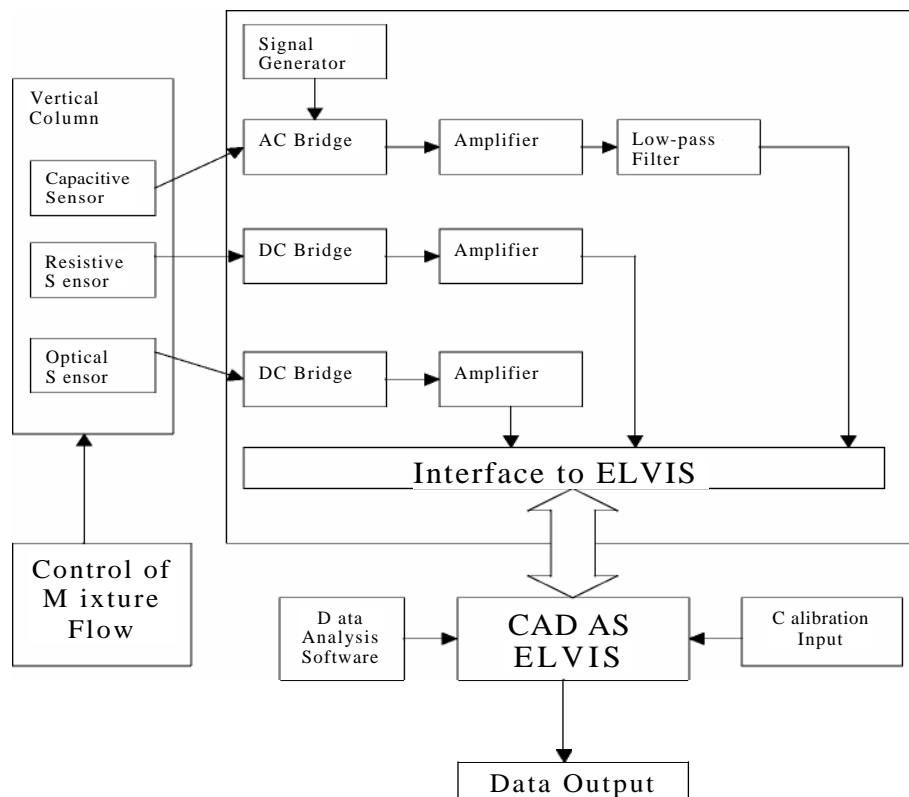 Signal
Generator
Vertical
Column
AC Bridge
Amplifier
Low-pass
Filter
Capacitive
Sensor
Resistive
S ensor
DC Bridge
Amplifier
Optical
S ensor
DC Bridge
Amplifier
Interface to ELVIS
Control of
M ixture
Flow
D ata
Analysis
Software
CAD AS
ELVIS
C alibration
Input
Data Output